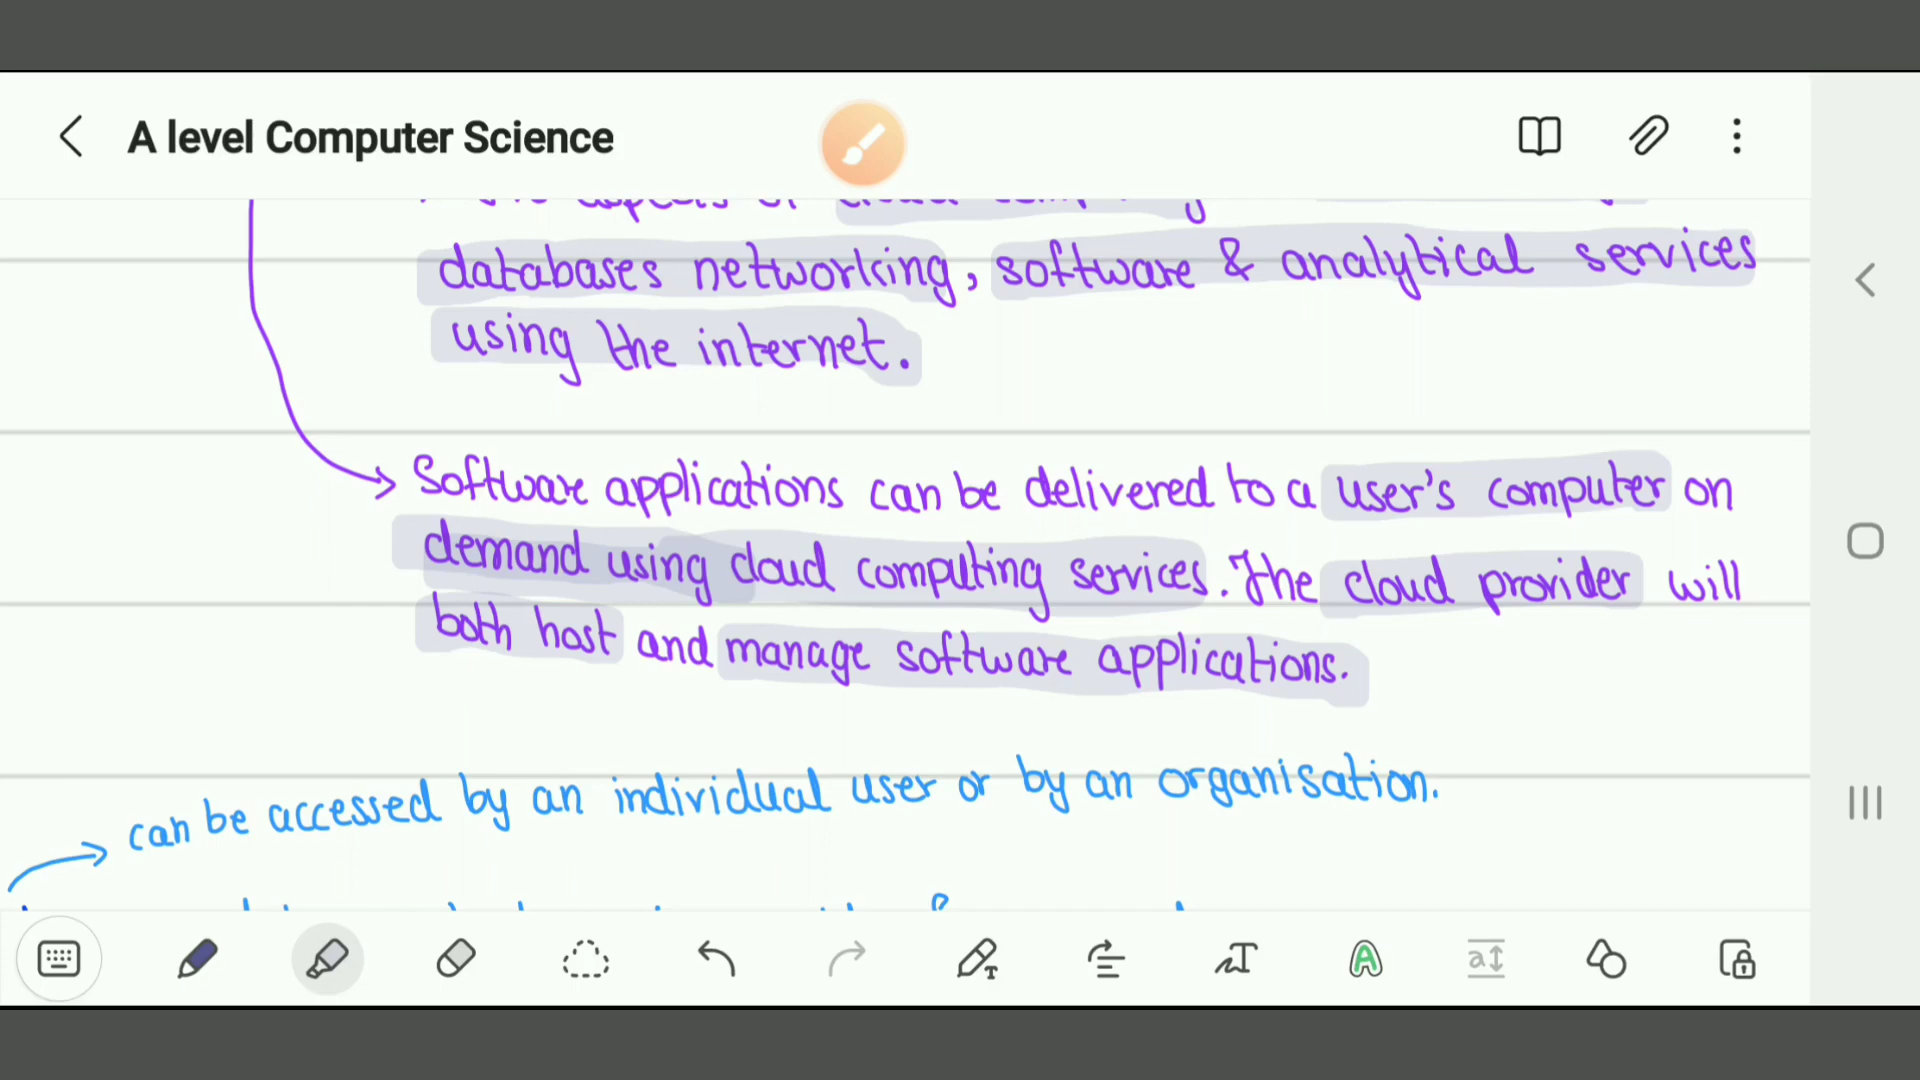 A level Computer Science
databases networking, software & analytical services
using the internet.
Software applications can be delivered to a user's computer on
demand using cloud computing services. The cloud provider will
both host and manage software applications.
can be accessed by an individual user or by an organisation.